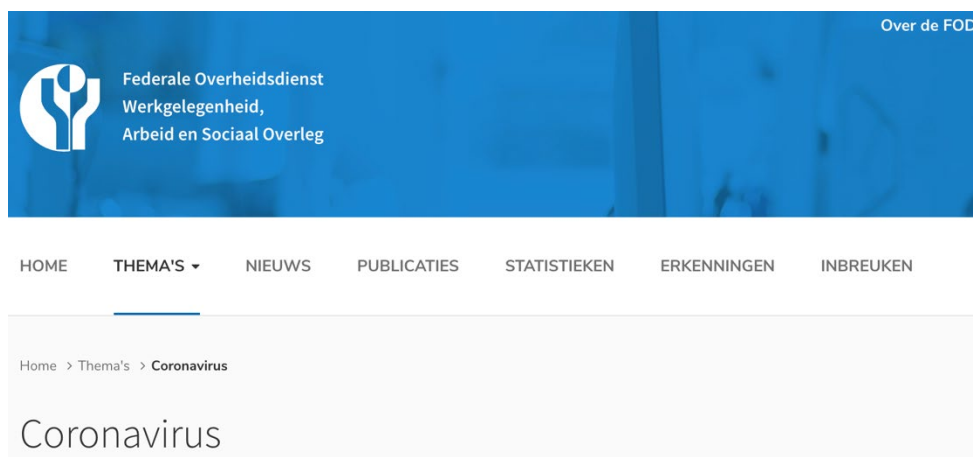 Over de FOD
Federale Overheidsdienst
Werkgelegenheid,
Arbeid en Sociaal Overleg
HOME THEMA'S NIEUWS PUBLICATIES STATISTIEKEN ERKENNINGEN INBREUKEN
Home > Thema's > Coronavirus
Coronavirus